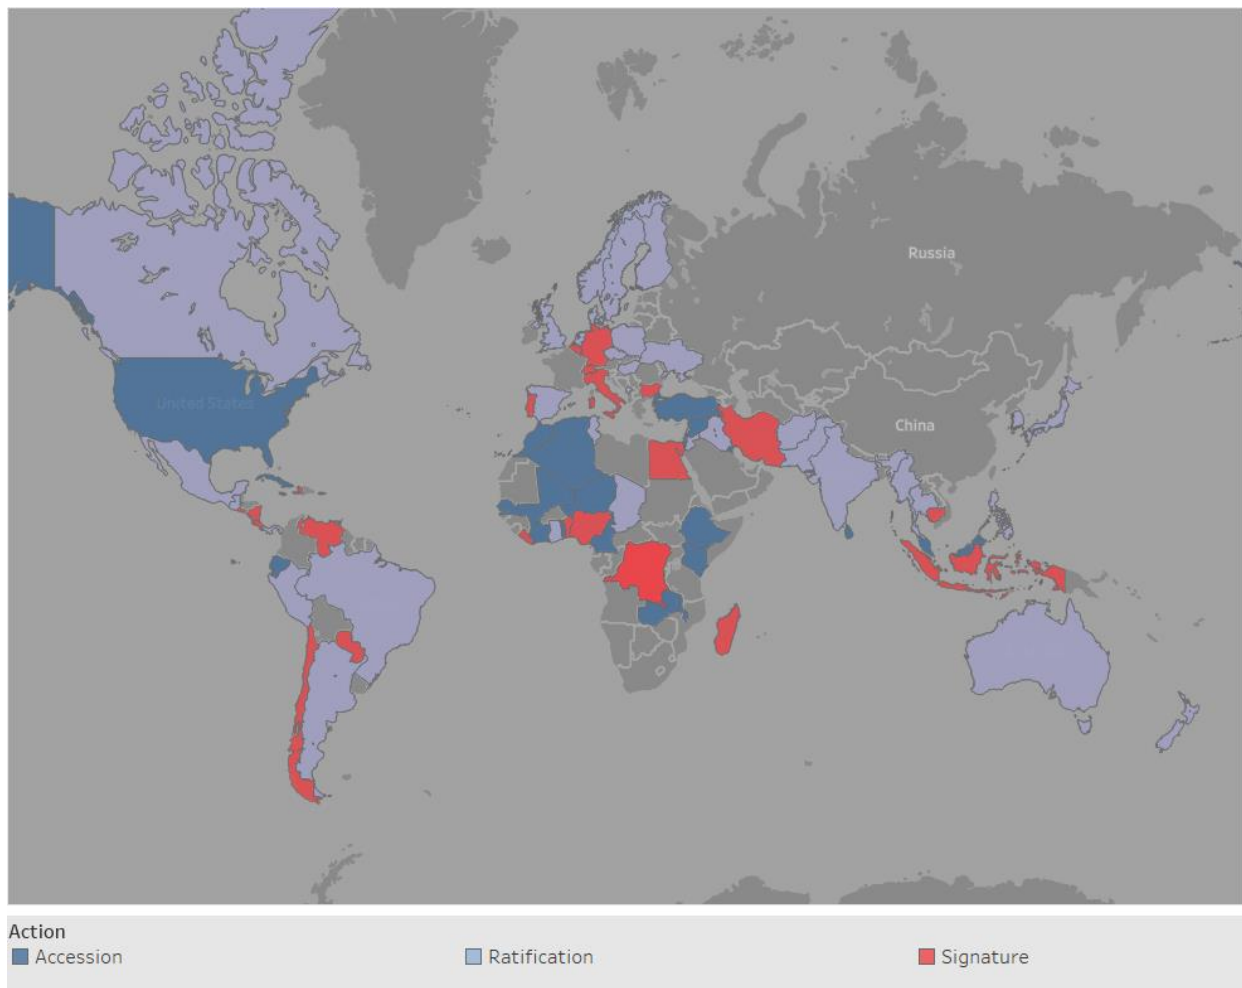 Russia
United States
China
Action
Accession
Ratification
Signature